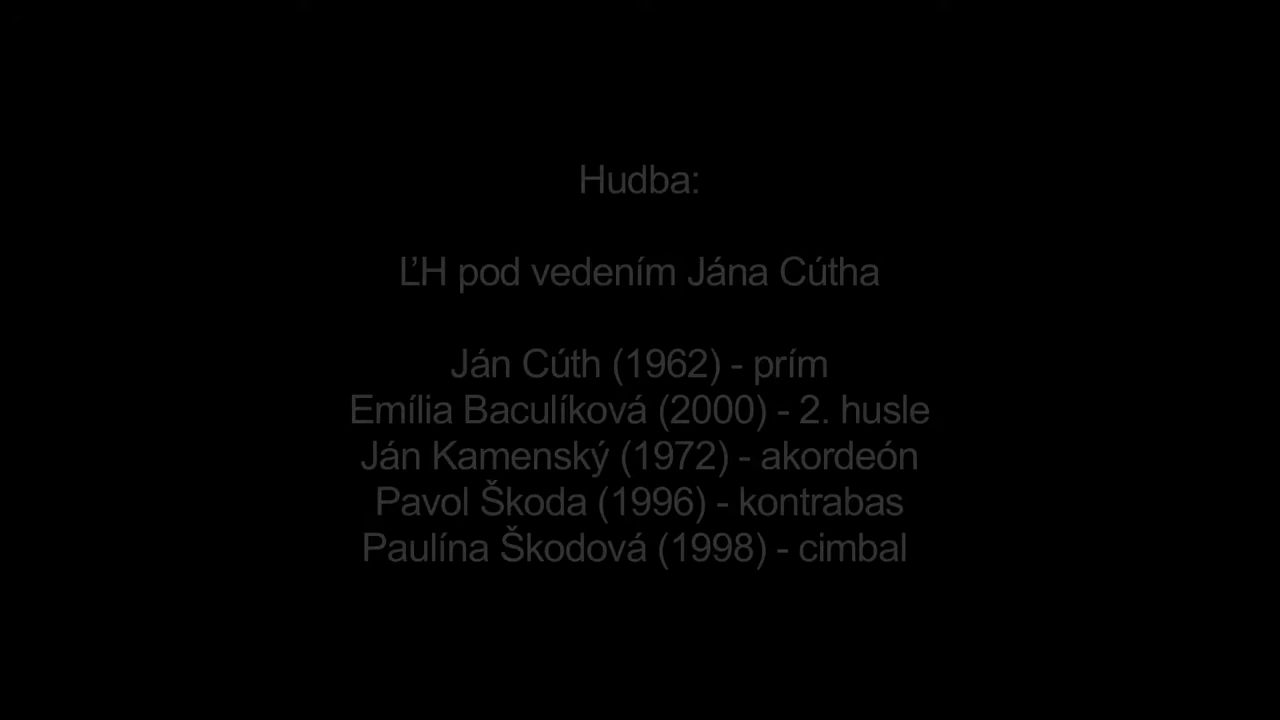 Hudba:
ĽH pod vedením Jána Cútha
Ján Cúth (1962) - prím
Emília Baculíková (2000) - 2. husle
Ján Kamenský (1972) - akordeón
Pavol Škoda (1996) - kontrabas
Paulína Škodová (1998) - cimbal